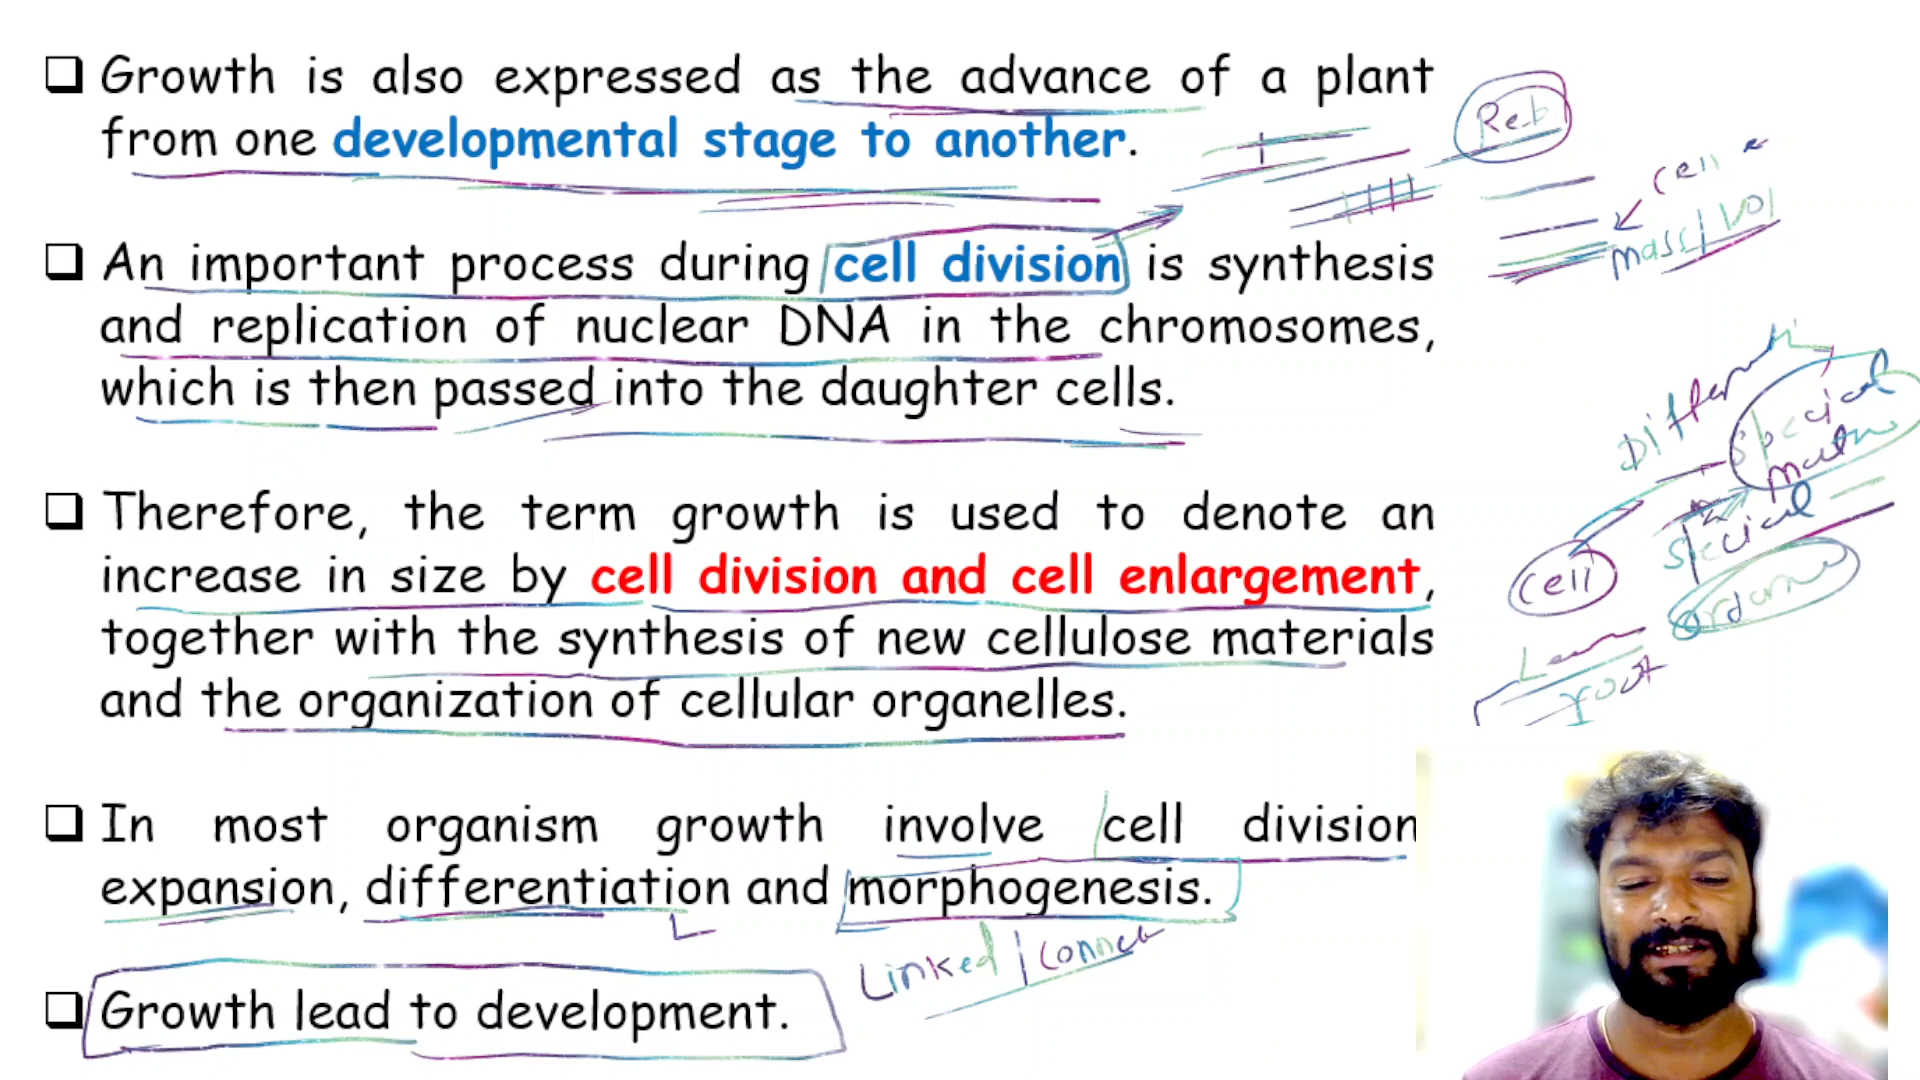 ❑ Growth is also expressed as the advance of a plant
from one developmental stage to another.
❑ An important process during cell division is synthesis
and replication of nuclear DNA in the chromosomes,
which is then passed into the daughter cells.
❑ Therefore, the term growth is used to denote an
increase in size by cell division and cell enlargement,
together with the synthesis of new cellulose materials
and the organization of cellular organelles.
❑ In most organism growth involve cell division
expansion, differentiation and morphogenesis.
Linked /
❑ Growth lead to development.
cell
mass/vol
special
special
cell
root